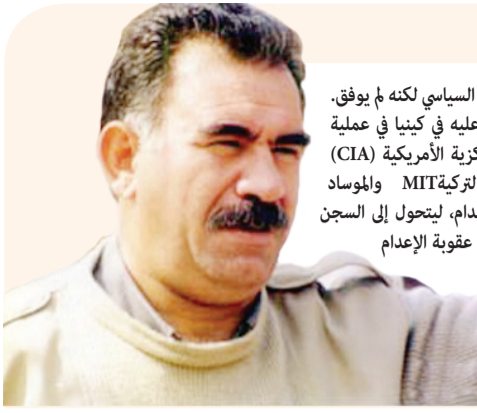 السياسي لكنه لم يوفق.
عليه في كينيا في عملية
كزية الأمريكية (CIA)
لتركيةMIT والموساد
دام، ليتحول إلى السجن
عقوبة الإعدام